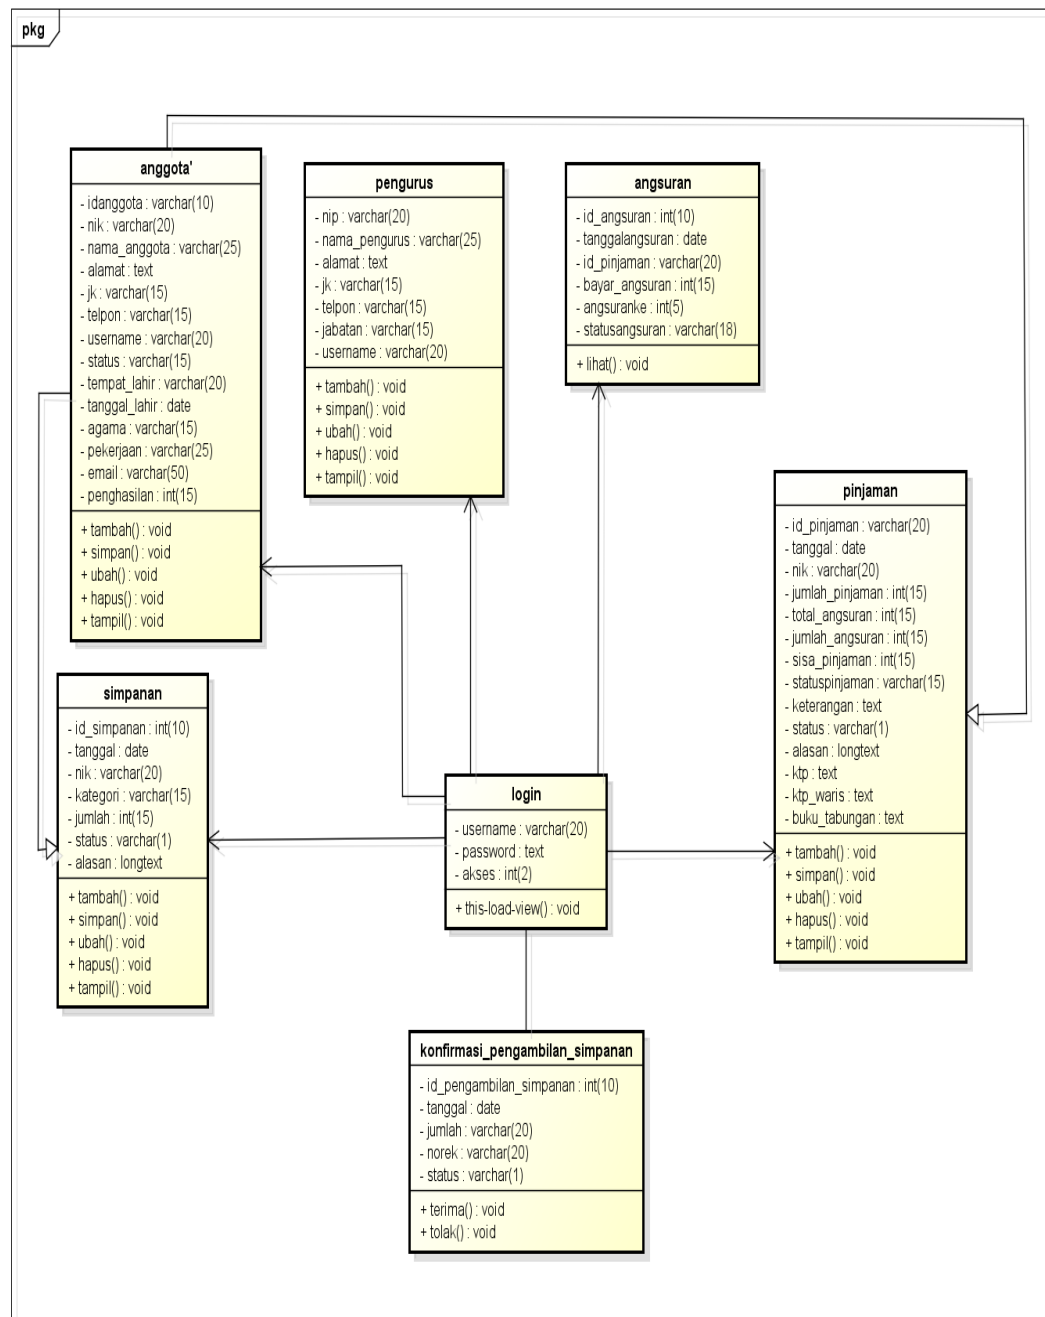 pkg
anggota'
- idanggota : varchar(10)
- nik : varchar(20)
- nama_anggota : varchar(25)
- alamat : text
- jk : varchar(15)
- telpon : varchar(15)
- username : varchar(20)
- status : varchar(15)
- tempat_lahir : varchar(20)
- tanggal_lahir : date
- agama : varchar(15)
- pekerjaan : varchar(25)
- email : varchar(50)
- penghasilan : int(15)
+ tambah() : void
+ simpan() : void
+ ubah() : void
+ hapus() : void
+ tampil() : void
pengurus
- nip : varchar(20)
- nama_pengurus : varchar(25)
- alamat : text
- jk : varchar(15)
- telpon : varchar(15)
- jabatan : varchar(15)
- username : varchar(20)
+ tambah() : void
+ simpan() : void
+ ubah() : void
+ hapus() : void
+ tampil() : void
angsuran
- id_angsuran : int(10)
- tanggalangsuran : date
- id_pinjaman : varchar(20)
- bayar_angsuran : int(15)
- angsuranke : int(5)
- statusangsuran : varchar(18)
+ lihat() : void
pinjaman
- id_pinjaman : varchar(20)
- tanggal : date
- nik : varchar(20)
- jumlah_pinjaman : int(15)
- total_angsuran : int(15)
- jumlah_angsuran : int(15)
- sisa_pinjaman : int(15)
- statuspinjaman : varchar(15)
- keterangan : text
- status : varchar(1)
- alasan : longtext
- ktp : text
- ktp_waris : text
- buku_tabungan : text
+ tambah() : void
+ simpan() : void
+ ubah() : void
+ hapus() : void
+ tampil() : void
simpanan
- id_simpanan : int(10)
- tanggal : date
- nik : varchar(20)
- kategori : varchar(15)
- jumlah : int(15)
- status : varchar(1)
- alasan : longtext
+ tambah() : void
+ simpan() : void
+ ubah() : void
+ hapus() : void
+ tampil() : void
login
- username : varchar(20)
- password : text
- akses : int(2)
+ this-load-view() : void
konfirmasi_pengambilan_simpanan
- id_pengambilan_simpanan : int(10)
- tanggal : date
- jumlah : varchar(20)
- norek : varchar(20)
- status : varchar(1)
+ terima() : void
+ tolak() : void